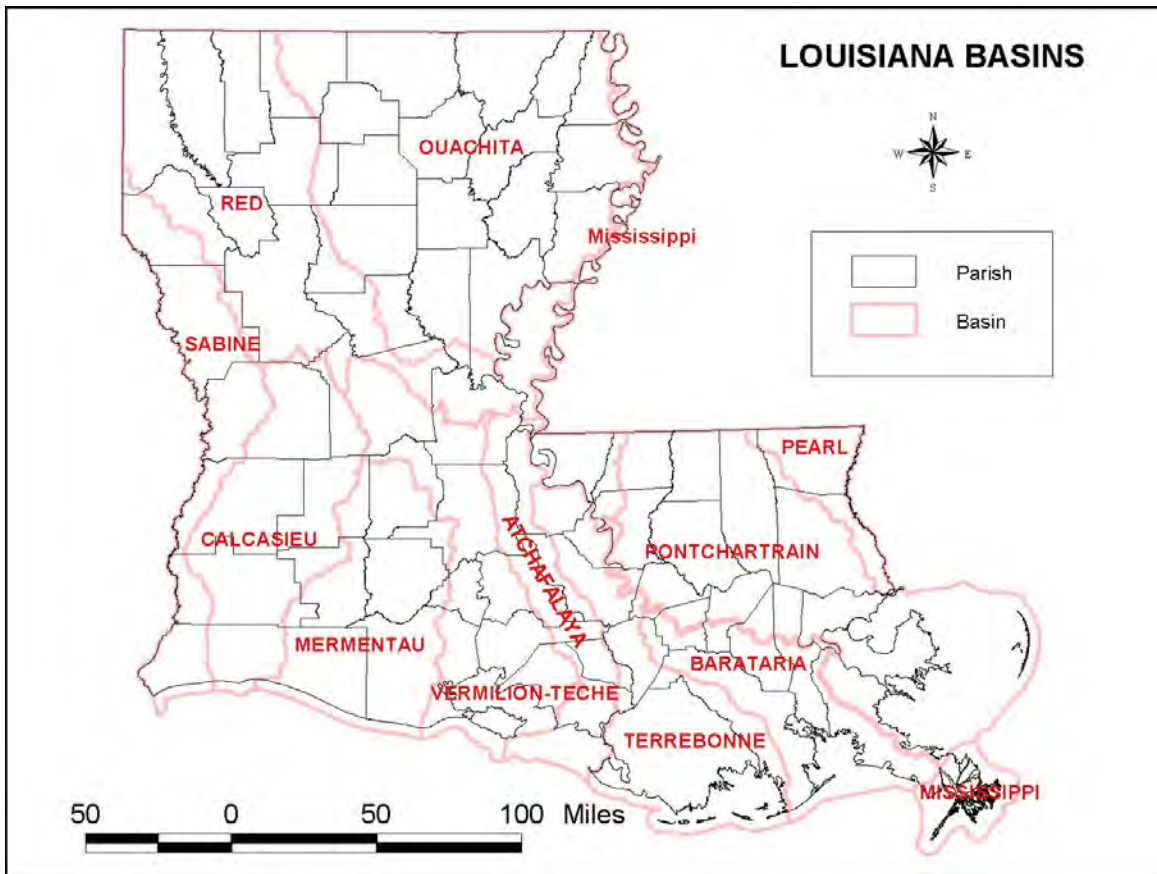 LOUISIANA BASINS
N
W E
S
OUACHITA
RED
Mississippi
Parish
Basin
SABINE
PEARL
ATCHAFALAYA
CALCASIEU
PONTCHARTRAIN
MERMENTAU
BARATARIA
VERMILION-TECHE
TERREBONNE
MISSISSIPPI
50 0 50 100 Miles